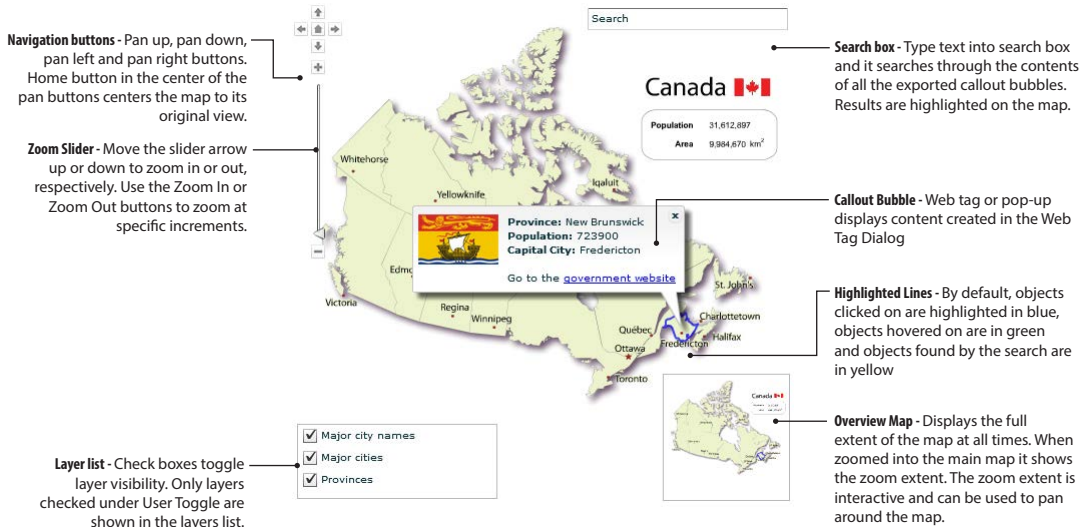 Navigation buttons - Pan up, pan down,
pan left and pan right buttons.
Home button in the center of the
pan buttons centers the map to its
original view.
Zoom Slider - Move the slider arrow
up or down to zoom in or out,
respectively. Use the Zoom In or
Zoom Out buttons to zoom at
specific increments.
Layer list - Check boxes toggle
layer visibility. Only layers
checked under User Toggle are
shown in the layers list.
Search
Canada
Population 31,612,897
Area 9,984,670 km²
Whitehorse
Yellowknife
Iqaluit
Province: New Brunswick
Population: 723900
Capital City: Fredericton
Go to the government website
x
Edmo
Victoria
Regina
Winnipeg
St. John's
Charlottetown
Québec
Halifax
Fredericton
Ottawa
Toronto
Major city names
Major cities
Provinces
Canada
Search box - Type text into search box
and it searches through the contents
of all the exported callout bubbles.
Results are highlighted on the map.
Callout Bubble - Web tag or pop-up
displays content created in the Web
Tag Dialog
Highlighted Lines - By default, objects
clicked on are highlighted in blue,
objects hovered on are in green
and objects found by the search are
in yellow
Overview Map - Displays the full
extent of the map at all times. When
zoomed into the main map it shows
the zoom extent. The zoom extent is
interactive and can be used to pan
around the map.